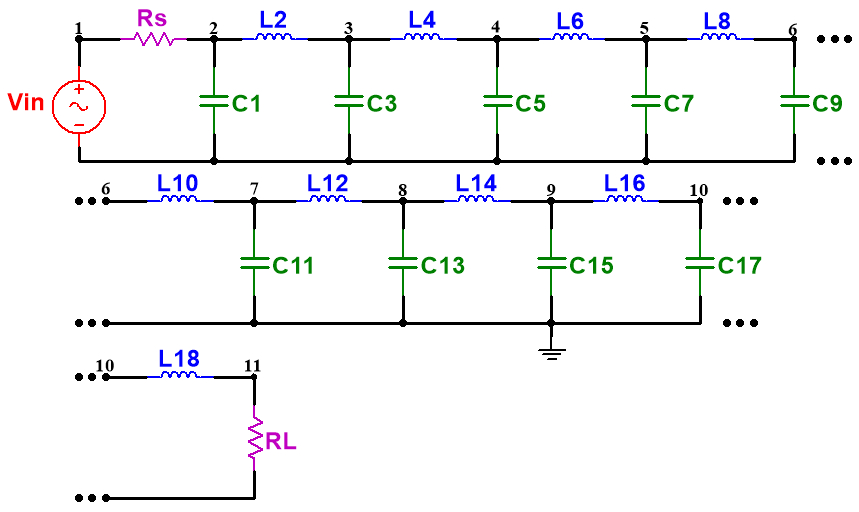 1 Rs 2 L2 3 L4 4 L6 5 L8 6
Vin + − C1 C3 C5 C7 C9
6 L10 7 L12 8 L14 9 L16 10
C11 C13 C15 C17
10 L18 11
RL